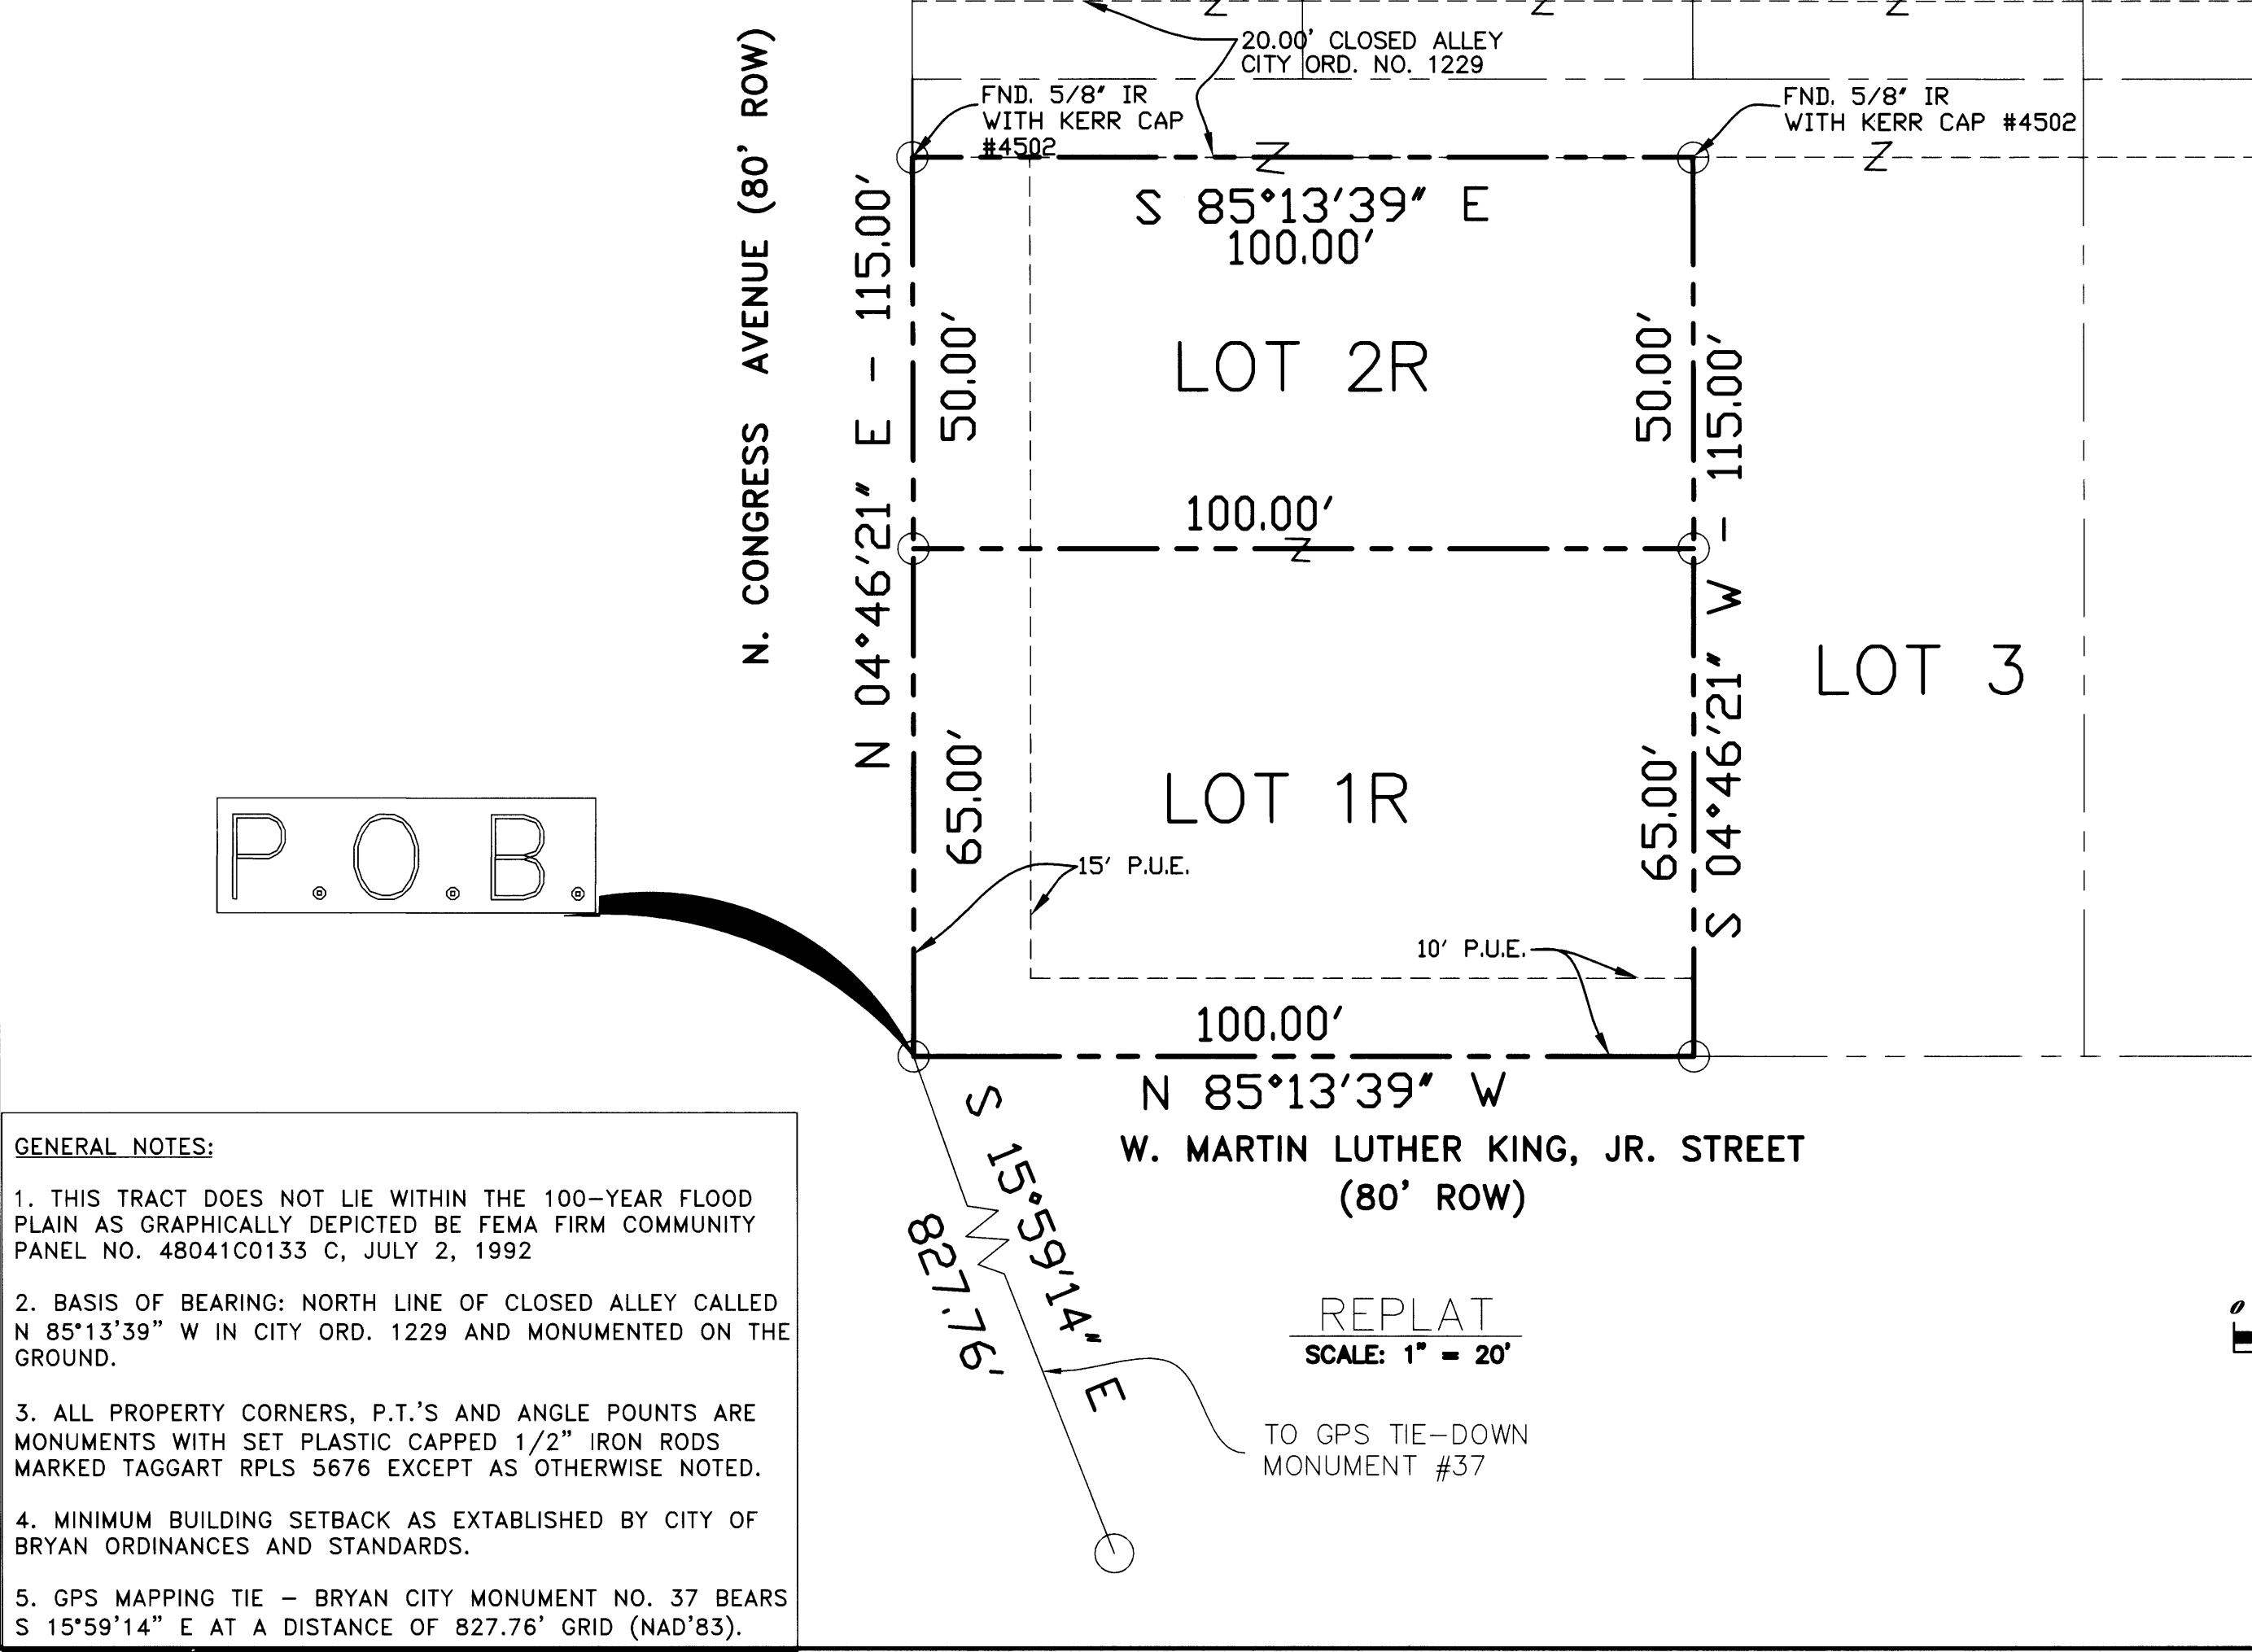 20.00' CLOSED ALLEY
CITY ORD. NO. 1229
FND. 5/8" IR
WITH KERR CAP
#4502
FND. 5/8" IR
WITH KERR CAP #4502
N. CONGRESS AVENUE (80' ROW)
N 04°46'21" E - 115.00'
S 85°13'39" E
100.00'
50.00'
LOT 2R
50.00'
S 04°46'21" W - 115.00'
100.00'
LOT 3
65.00'
LOT 1R
65.00'
P.O.B.
15' P.U.E.
10' P.U.E.
100.00'
N 85°13'39" W
W. MARTIN LUTHER KING, JR. STREET
(80' ROW)
S 15°59'14" E
827.76'
REPLAT
SCALE: 1" = 20'
TO GPS TIE-DOWN
MONUMENT #37
0
GENERAL NOTES:
1. THIS TRACT DOES NOT LIE WITHIN THE 100-YEAR FLOOD
PLAIN AS GRAPHICALLY DEPICTED BE FEMA FIRM COMMUNITY
PANEL NO. 48041C0133 C, JULY 2, 1992
2. BASIS OF BEARING: NORTH LINE OF CLOSED ALLEY CALLED
N 85°13'39" W IN CITY ORD. 1229 AND MONUMENTED ON THE
GROUND.
3. ALL PROPERTY CORNERS, P.T.'S AND ANGLE POUNTS ARE
MONUMENTS WITH SET PLASTIC CAPPED 1/2" IRON RODS
MARKED TAGGART RPLS 5676 EXCEPT AS OTHERWISE NOTED.
4. MINIMUM BUILDING SETBACK AS EXTABLISHED BY CITY OF
BRYAN ORDINANCES AND STANDARDS.
5. GPS MAPPING TIE - BRYAN CITY MONUMENT NO. 37 BEARS
S 15°59'14" E AT A DISTANCE OF 827.76' GRID (NAD'83).